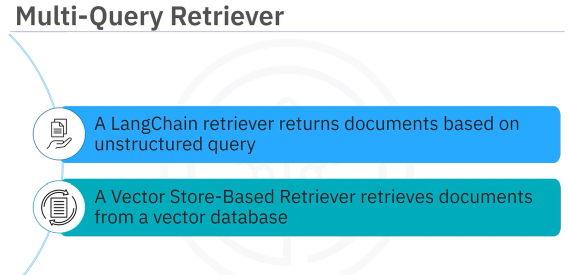 Multi-Query Retriever
A LangChain retriever returns documents based on
unstructured query
A Vector Store-Based Retriever retrieves documents
from a vector database